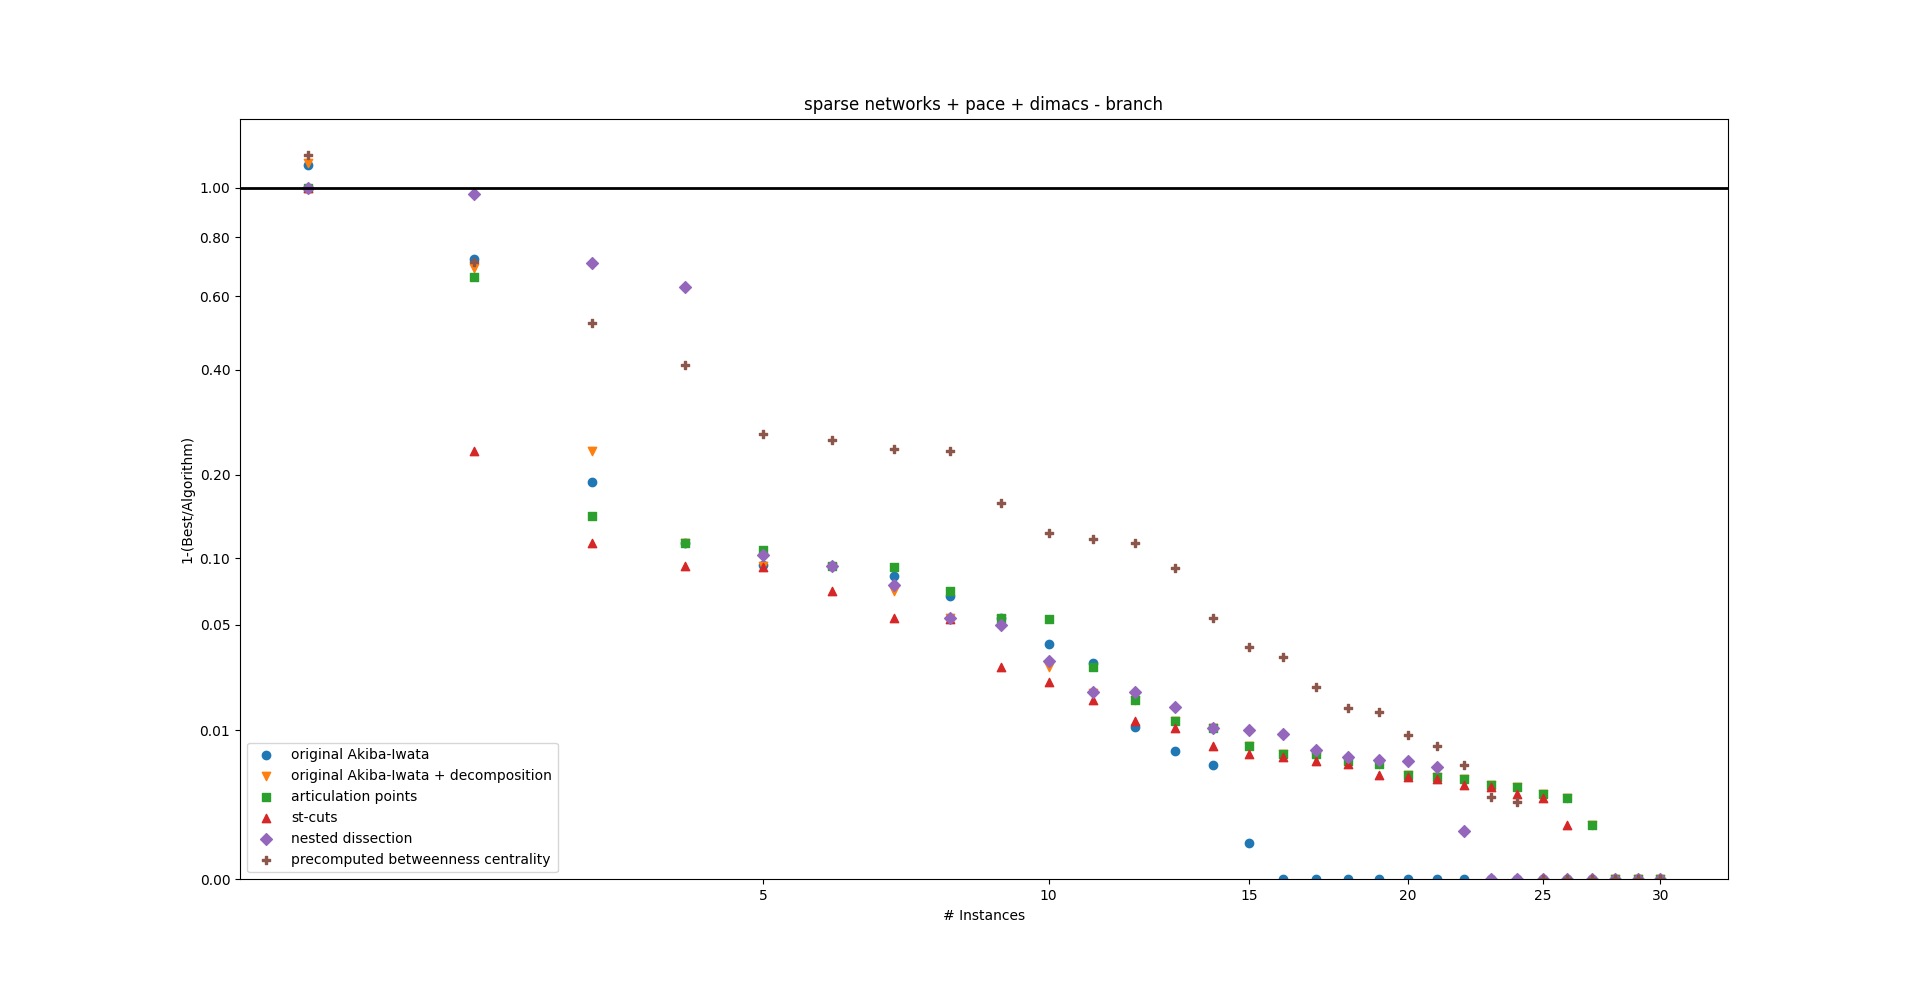 sparse networks + pace + dimacs - branch
1.00
0.80
0.60
0.40
0.20
0.10
0.05
0.01
0.00
1-(Best/Algorithm)
original Akiba-Iwata
original Akiba-Iwata + decomposition
articulation points
st-cuts
nested dissection
precomputed betweenness centrality
5 10 15 20 25 30
# Instances